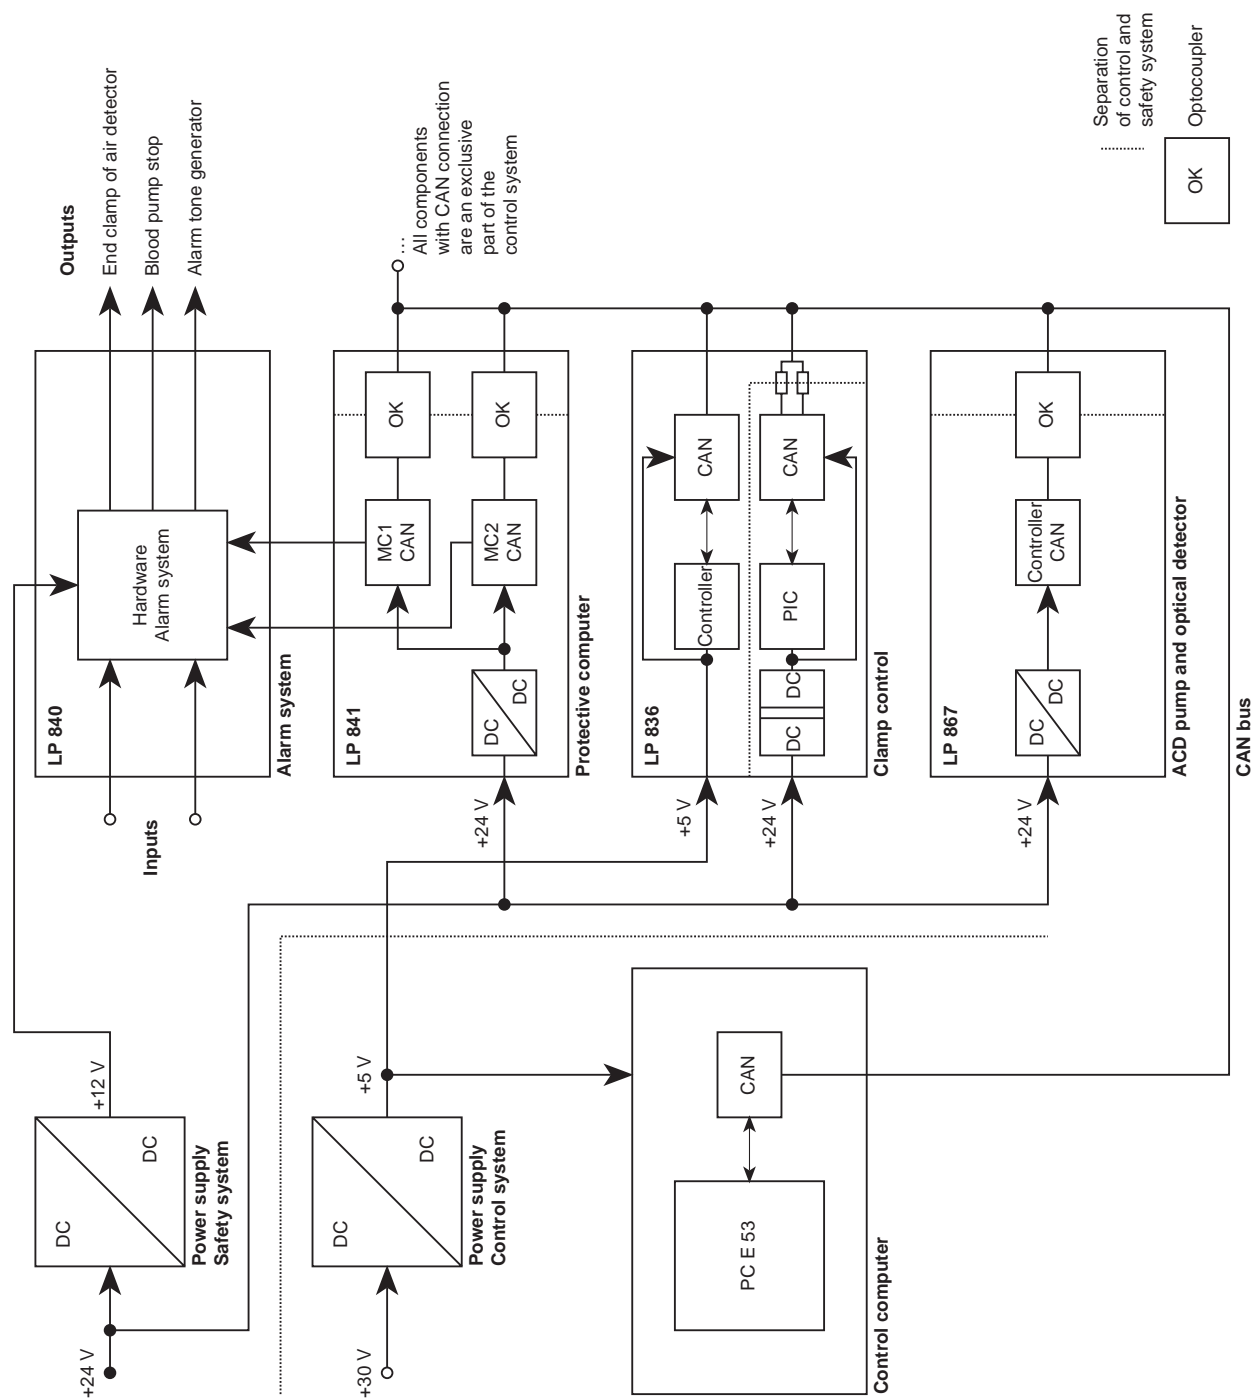 Outputs
End clamp of air detector
Blood pump stop
Alarm tone generator
Hardware
Alarm system
LP 840
Alarm system
Inputs
+12 V
DC
DC
Power supply
Safety system
+24 V
...
All components
with CAN connection
are an exclusive
part of the
control system
OK
OK
MC1
CAN
MC2
CAN
DC
DC
LP 841
Protective computer
+24 V
+5 V
DC
DC
Power supply
Control system
+30 V
CAN
CAN
Controller
PIC
DC
DC
LP 836
Clamp control
+5 V
+24 V
CAN
PC E 53
Control computer
OK
Controller
CAN
DC
DC
LP 867
ACD pump and optical detector
+24 V
CAN bus
Separation
of control and
safety system
OK
Optocoupler